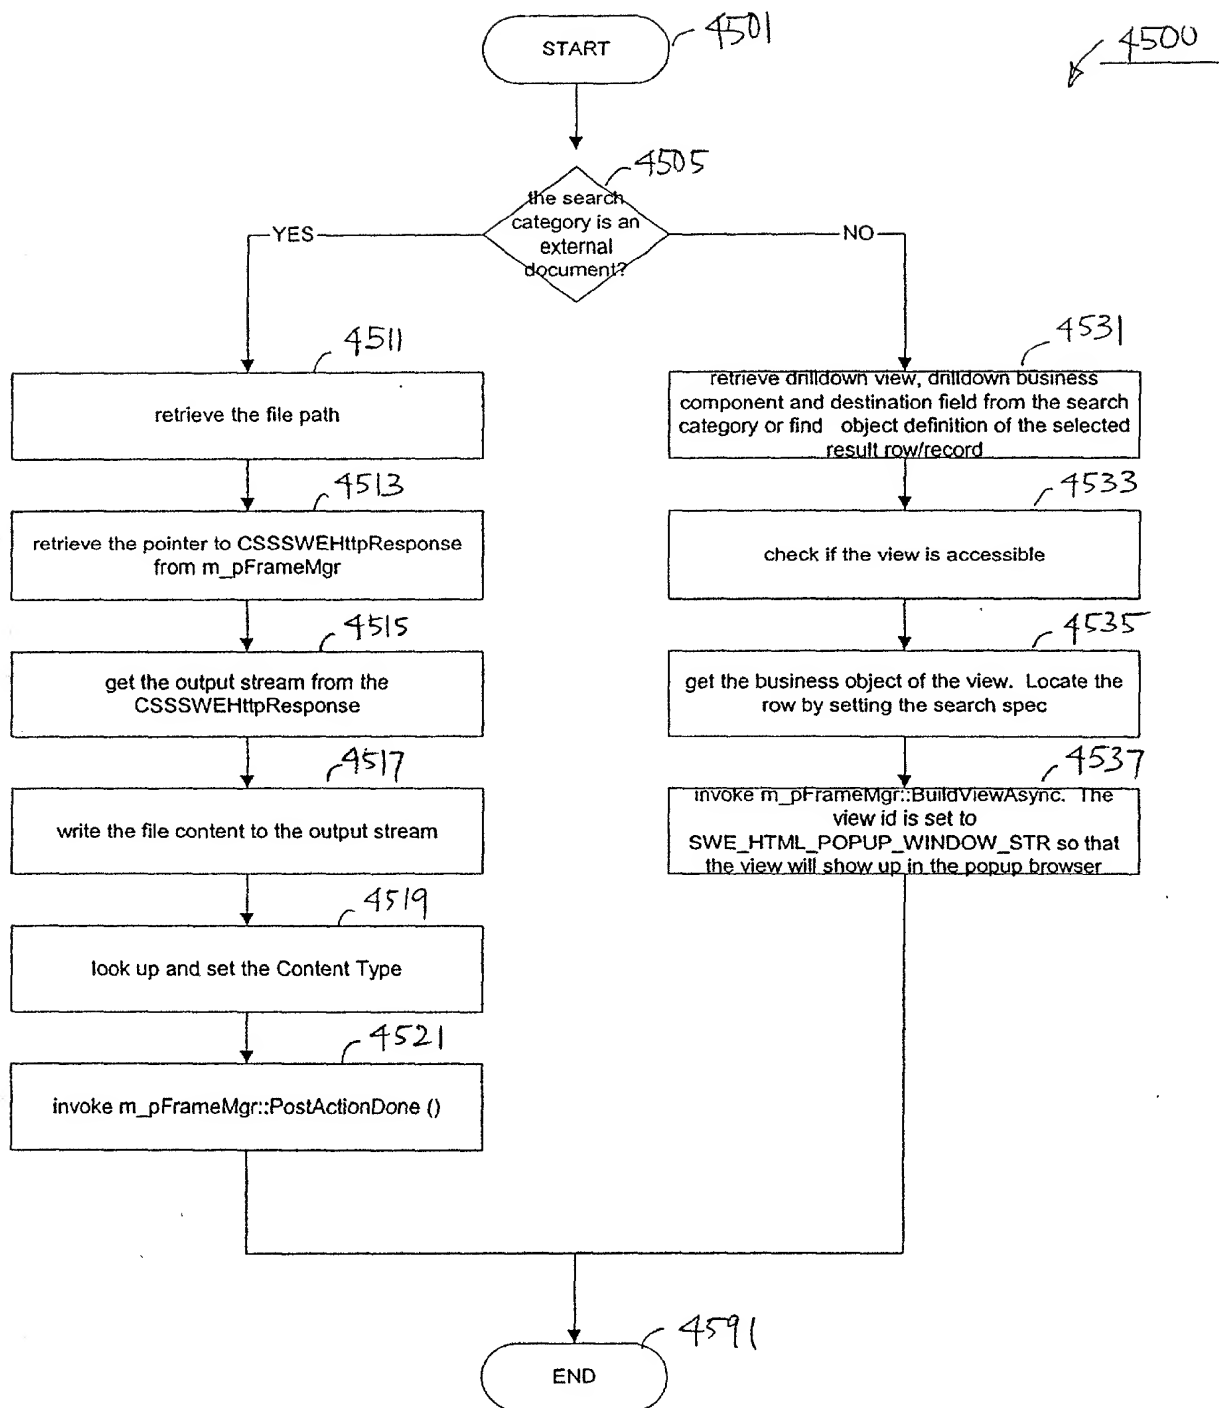 START
4501
4500
4505
the search
category is an
external
document?
YES
NO
4511
retrieve the file path
4513
retrieve the pointer to CSSSWEHttpResponse
from m_pFrameMgr
4515
get the output stream from the
CSSSWEHttpResponse
4517
write the file content to the output stream
4519
look up and set the Content Type
4521
invoke m_pFrameMgr::PostActionDone ()
4531
retrieve drilldown view, drilldown business
component and destination field from the search
category or find object definition of the selected
result row/record
4533
check if the view is accessible
4535
get the business object of the view. Locate the
row by setting the search spec
4537
invoke m_pFrameMgr::BuildViewAsync. The
view id is set to
SWE_HTML_POPUP_WINDOW_STR so that
the view will show up in the popup browser
4591
END